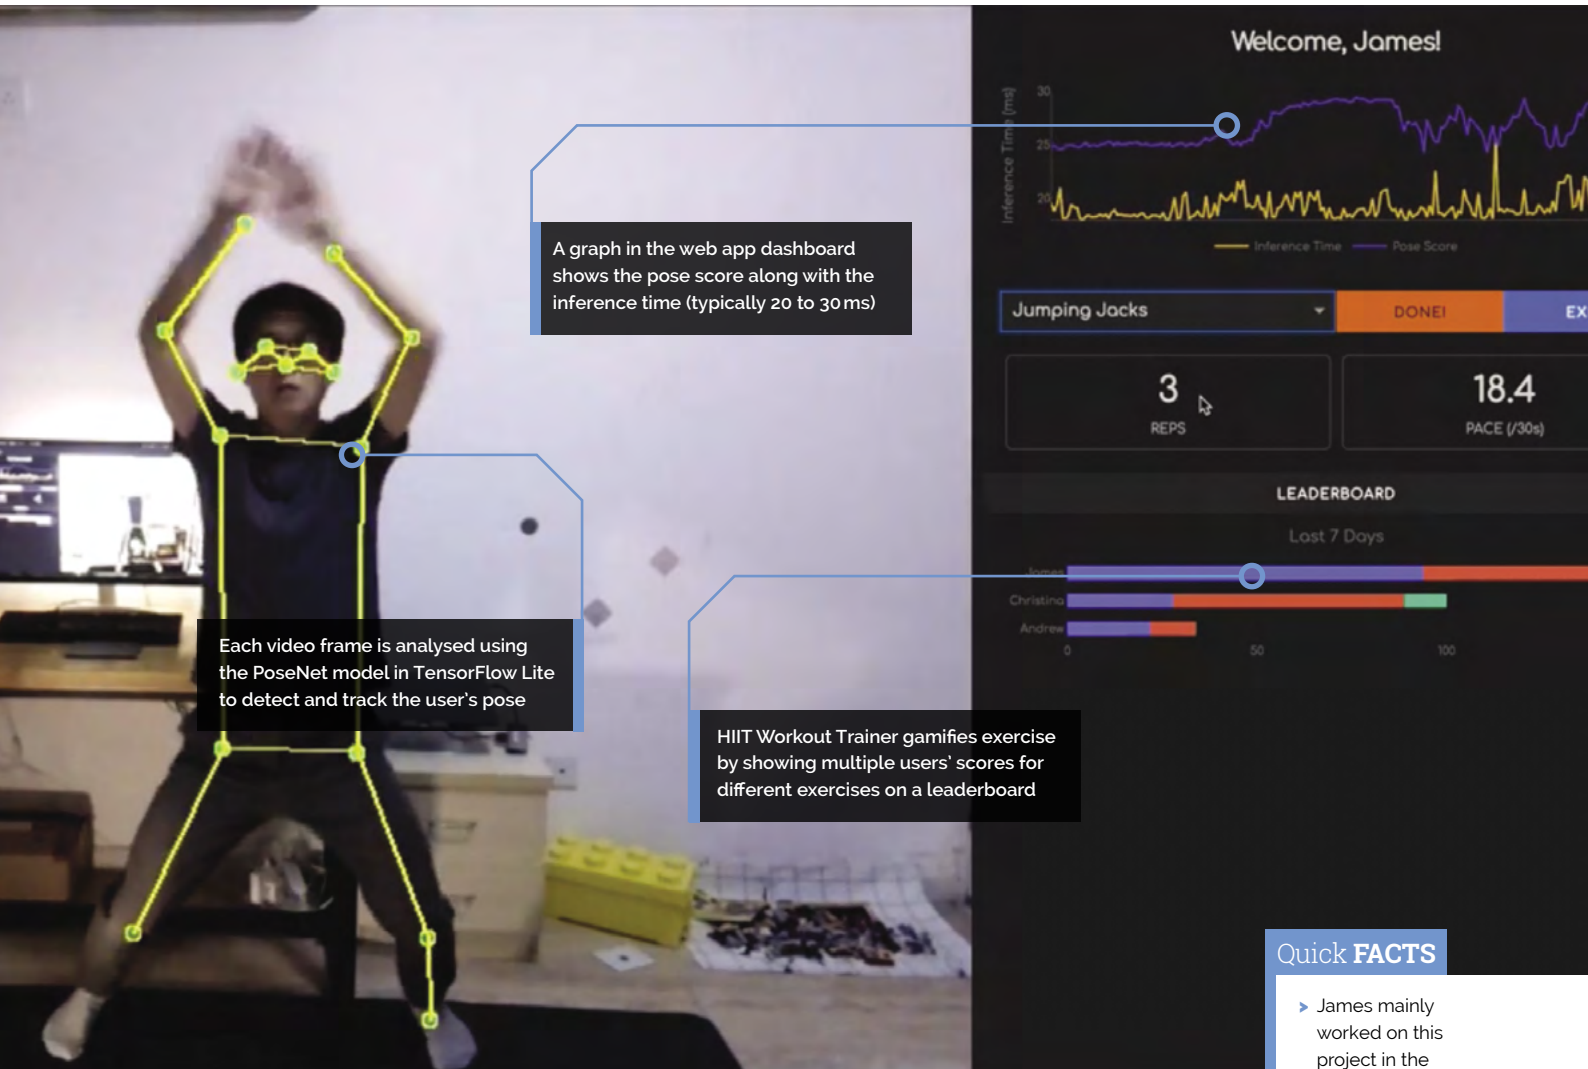 Welcome, James!
Inference Time (ms)
30
25
20
Inference Time
Pose Score
A graph in the web app dashboard
shows the pose score along with the
inference time (typically 20 to 30 ms)
Jumping Jacks
DONE!
EX
3
REPS
18.4
PACE (/30s)
LEADERBOARD
Last 7 Days
James
Christina
Andrew
0
50
100
Each video frame is analysed using
the PoseNet model in TensorFlow Lite
to detect and track the user's pose
HIIT Workout Trainer gamifies exercise
by showing multiple users' scores for
different exercises on a leaderboard
Quick FACTS
> James mainly
worked on this
project in the